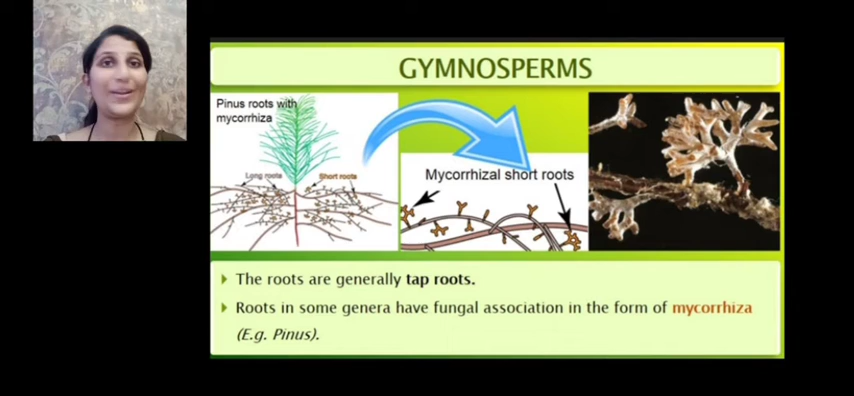 GYMNOSPERMS
Pinus roots with
mycorrhiza
Long roots
Short roots
Mycorrhizal short roots
The roots are generally tap roots.
Roots in some genera have fungal association in the form of mycorrhiza
(E.g. Pinus).